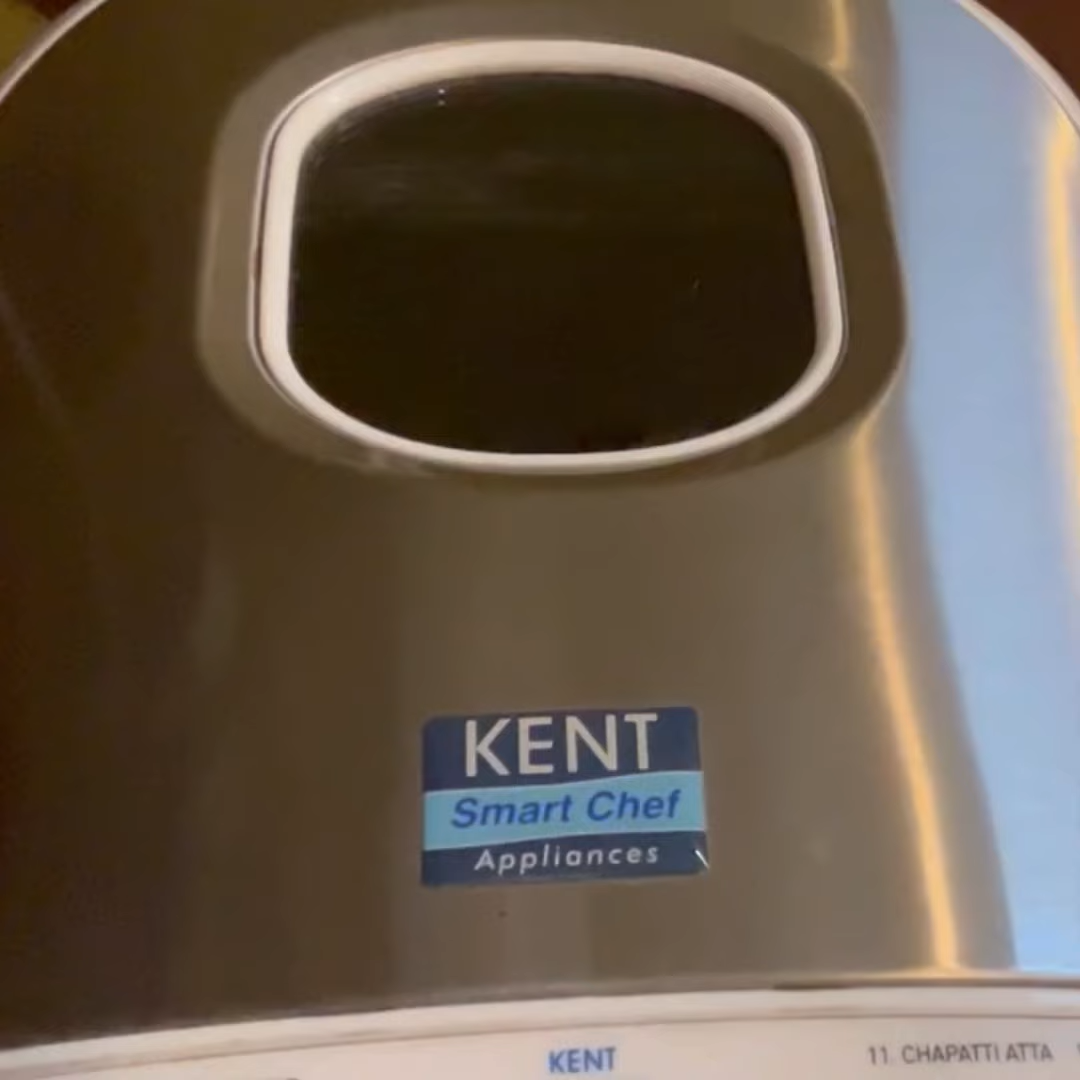 KENT
Smart Chef
Appliances
KENT
11. CHAPATTI ATTA